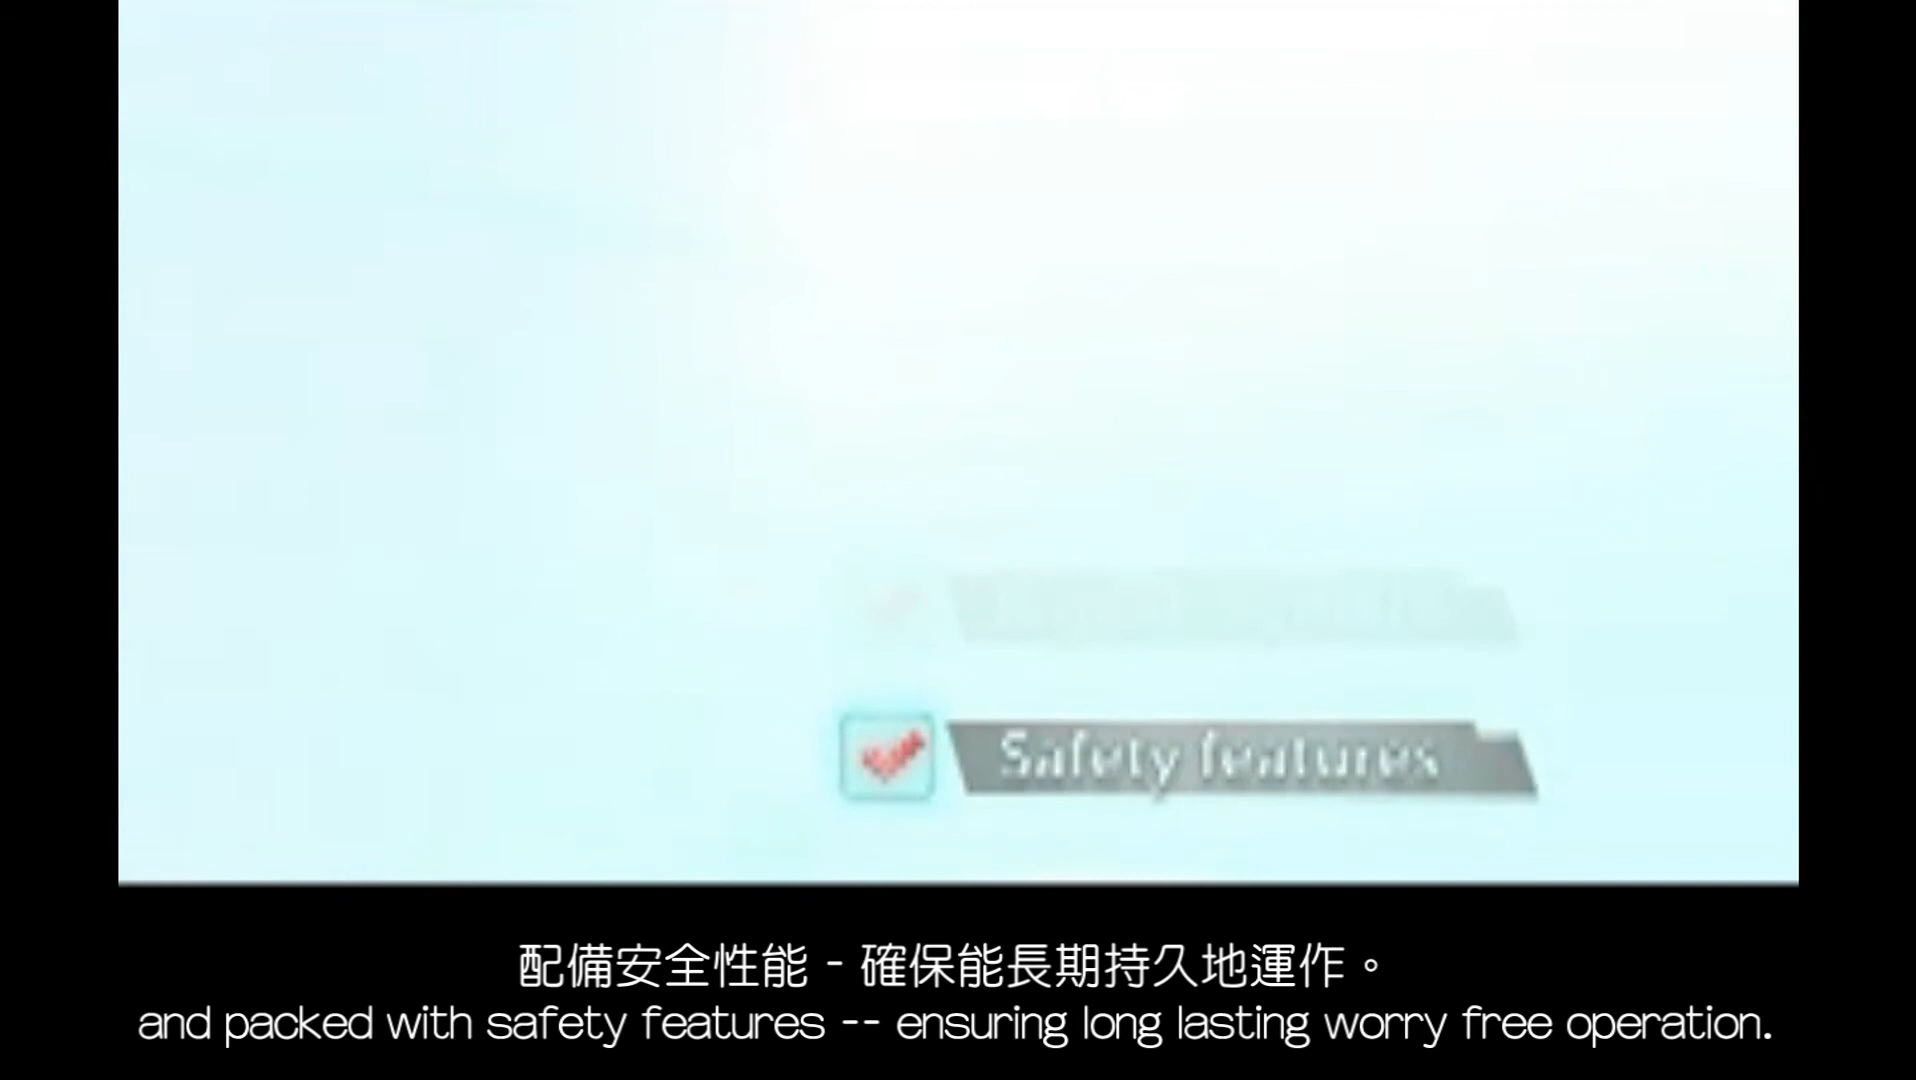 Safety features
配備安全性能 - 確保能長期持久地運作。
and packed with safety features -- ensuring long lasting worry free operation.